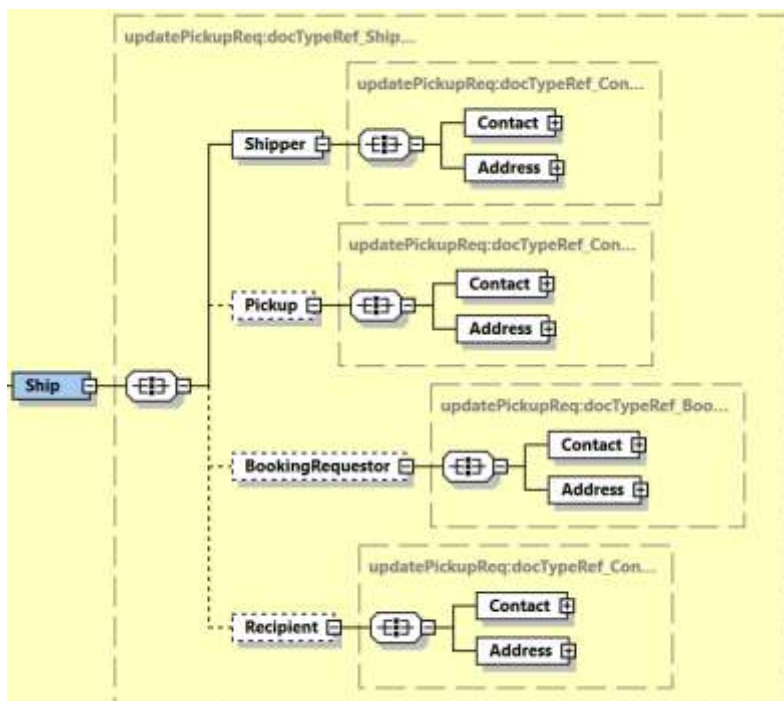 updatePickupReq:docTypeRef_Ship...
updatePickupReq:docTypeRef_Con...
Contact
Shipper
Address
updatePickupReq:docTypeRef_Con...
Contact
Pickup
Address
Ship
updatePickupReq:docTypeRef_Boo...
Contact
BookingRequestor
Address
updatePickupReq:docTypeRef_Con...
Contact
Recipient
Address